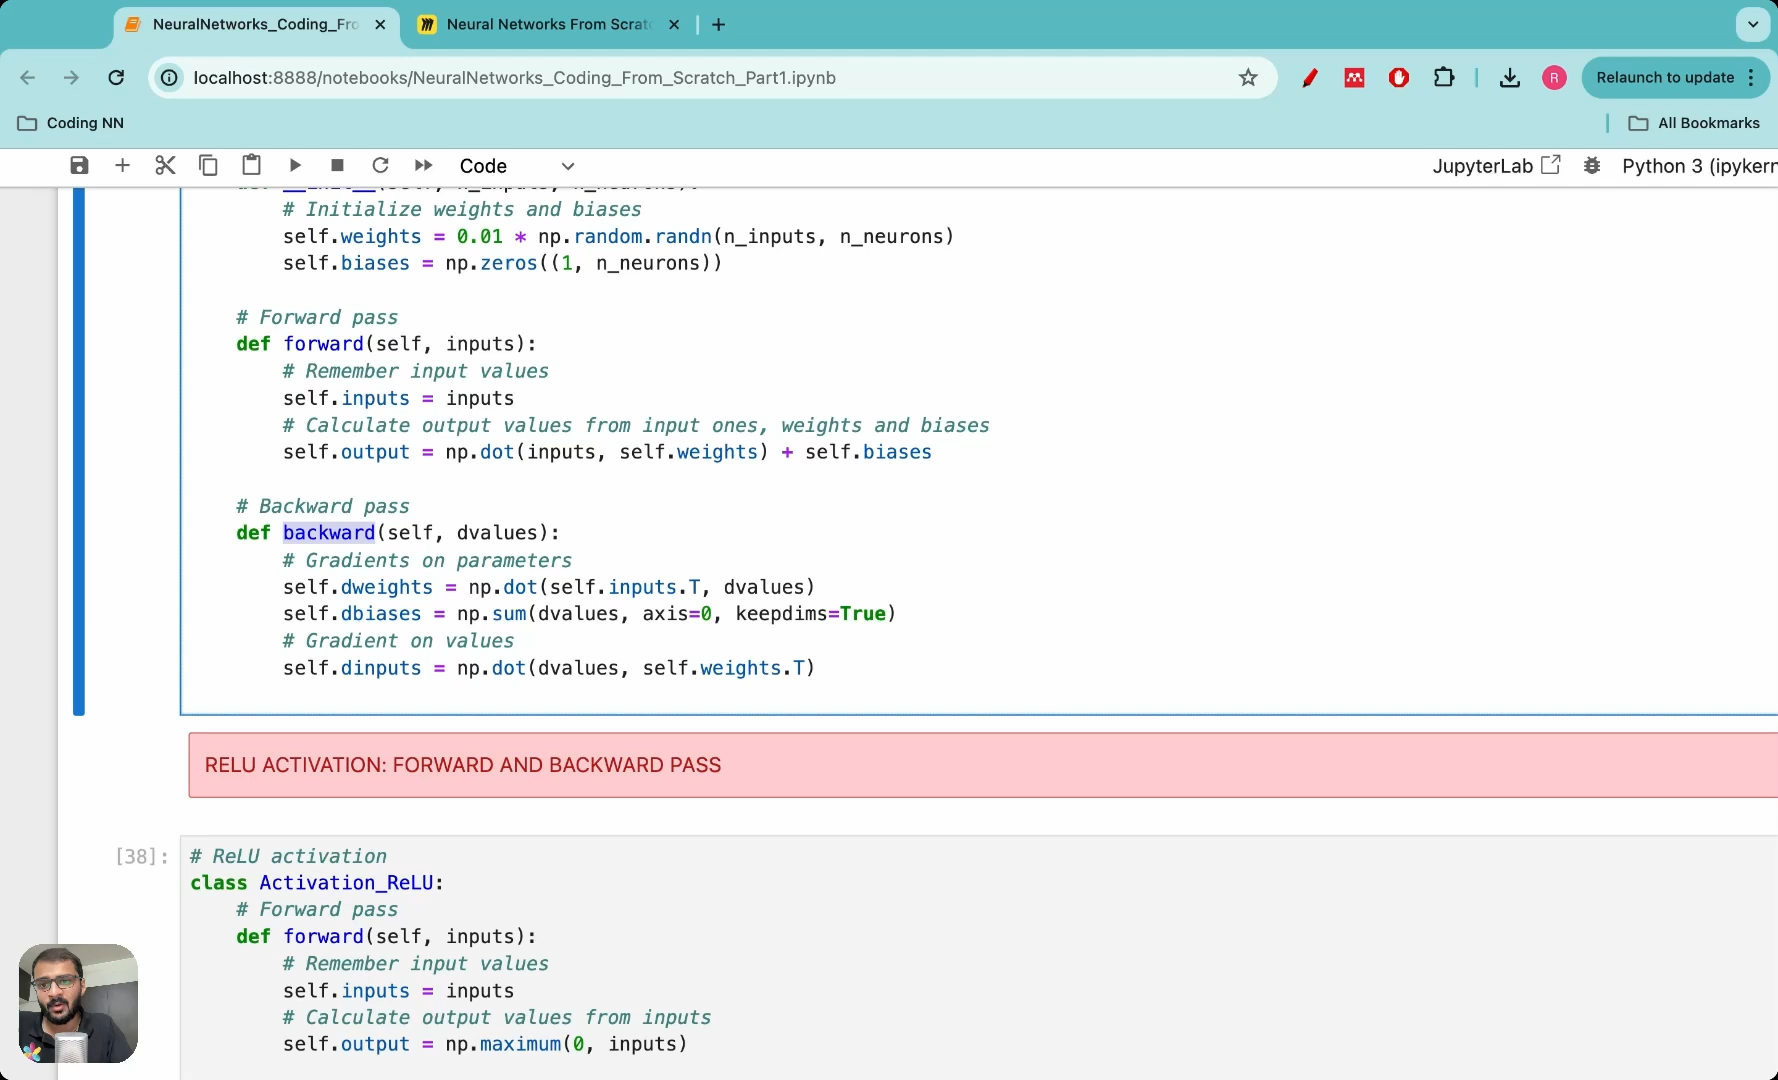 NeuralNetworks_Coding_Fro
Neural Networks From Scrat
localhost:8888/notebooks/NeuralNetworks_Coding_From_Scratch_Part1.ipynb
R
Relaunch to update
Coding NN
All Bookmarks
Code
JupyterLab
Python 3 (ipykern
def __init__(self, n_inputs, n_neurons):
# Initialize weights and biases
self.weights = 0.01 * np.random.randn(n_inputs, n_neurons)
self.biases = np.zeros((1, n_neurons))
# Forward pass
def forward(self, inputs):
# Remember input values
self.inputs = inputs
# Calculate output values from input ones, weights and biases
self.output = np.dot(inputs, self.weights) + self.biases
# Backward pass
def backward(self, dvalues):
# Gradients on parameters
self.dweights = np.dot(self.inputs.T, dvalues)
self.dbiases = np.sum(dvalues, axis=0, keepdims=True)
# Gradient on values
self.dinputs = np.dot(dvalues, self.weights.T)
RELU ACTIVATION: FORWARD AND BACKWARD PASS
[38]:
# ReLU activation
class Activation_ReLU:
# Forward pass
def forward(self, inputs):
# Remember input values
self.inputs = inputs
# Calculate output values from inputs
self.output = np.maximum(0, inputs)